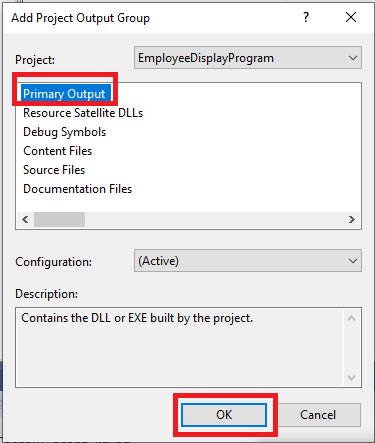 Add Project Output Group
Project: EmployeeDisplayProgram
Primary Output
Resource Satellite DLLs
Debug Symbols
Content Files
Source Files
Documentation Files
Configuration: (Active)
Description:
Contains the DLL or EXE built by the project.
OK Cancel